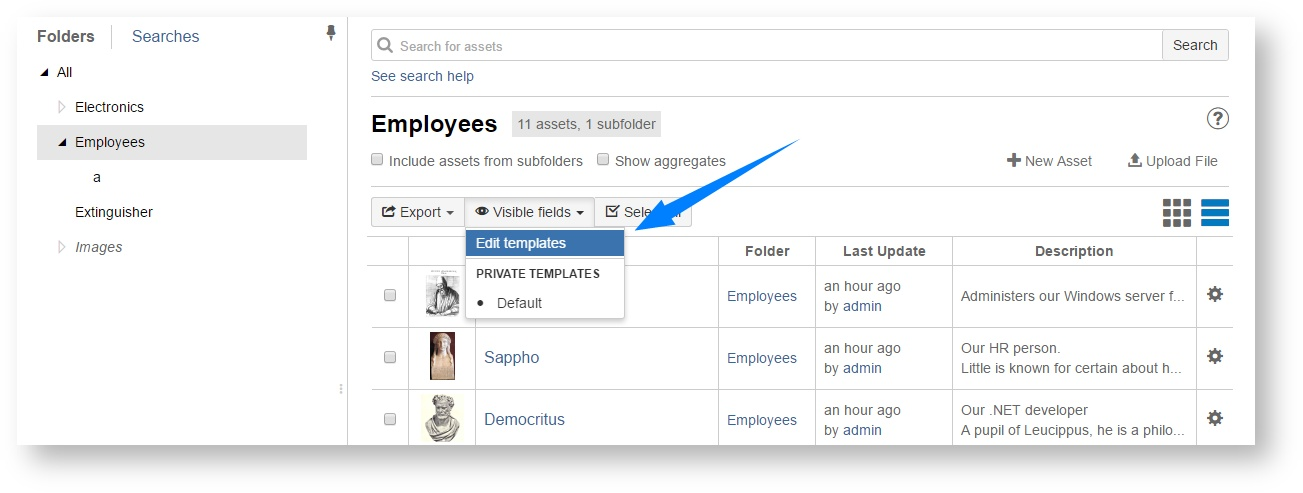 Folders
Searches
All
Electronics
Employees
a
Extinguisher
Images
Search for assets
Search
See search help
Employees
11 assets, 1 subfolder
?
Include assets from subfolders
Show aggregates
New Asset
Upload File
Export
Visible fields
Edit templates
PRIVATE TEMPLATES
Default
Folder
Last Update
Description
Employees
an hour ago
by admin
Administers our Windows server f...
Sappho
Employees
an hour ago
by admin
Our HR person.
Little is known for certain about h...
Democritus
Employees
an hour ago
by admin
Our .NET developer
A pupil of Leucippus, he is a philo...